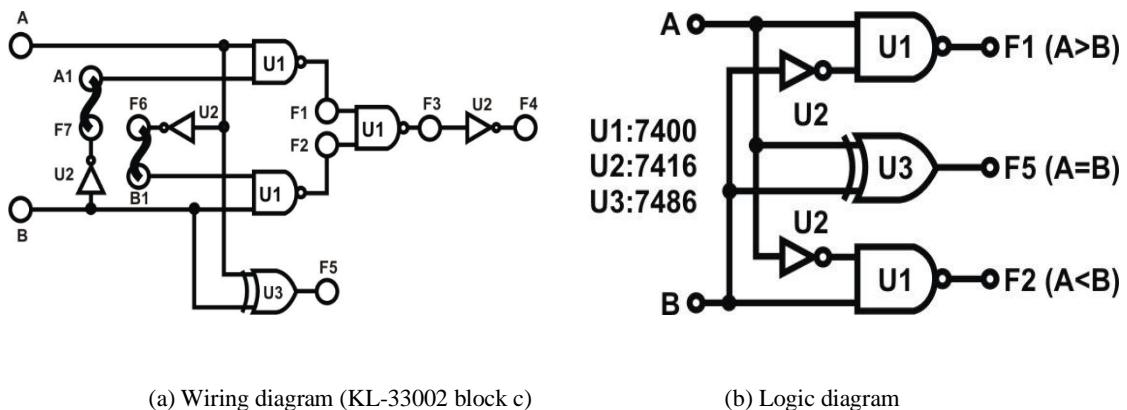 A
U1
A1
F6
U2
F1
F7
U1
F3
U2
F4
F2
U2
B1
U1
B
F5
U3
A
U1
F1 (A>B)
U2
U1:7400
U2:7416
U3:7486
U3
F5 (A=B)
U2
U1
F2 (A<B)
B
(a) Wiring diagram (KL-33002 block c)
(b) Logic diagram